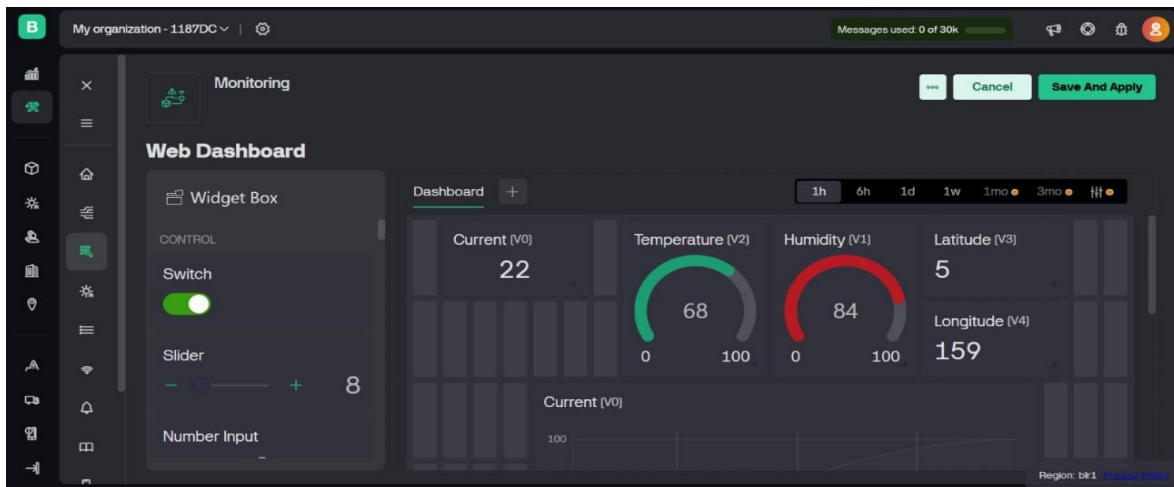 B
My organization - 1187DC
Messages used: 0 of 30k
Monitoring
Cancel
Save And Apply
Web Dashboard
Widget Box
CONTROL
Switch
Slider
8
Number Input
Dashboard
1h 6h 1d 1w 1mo 3mo
Current (V0)
22
Temperature (V2)
68
0 100
Humidity (V1)
84
0 100
Latitude (V3)
5
Longitude (V4)
159
Current (V0)
100
Region: blr1 Privacy Policy